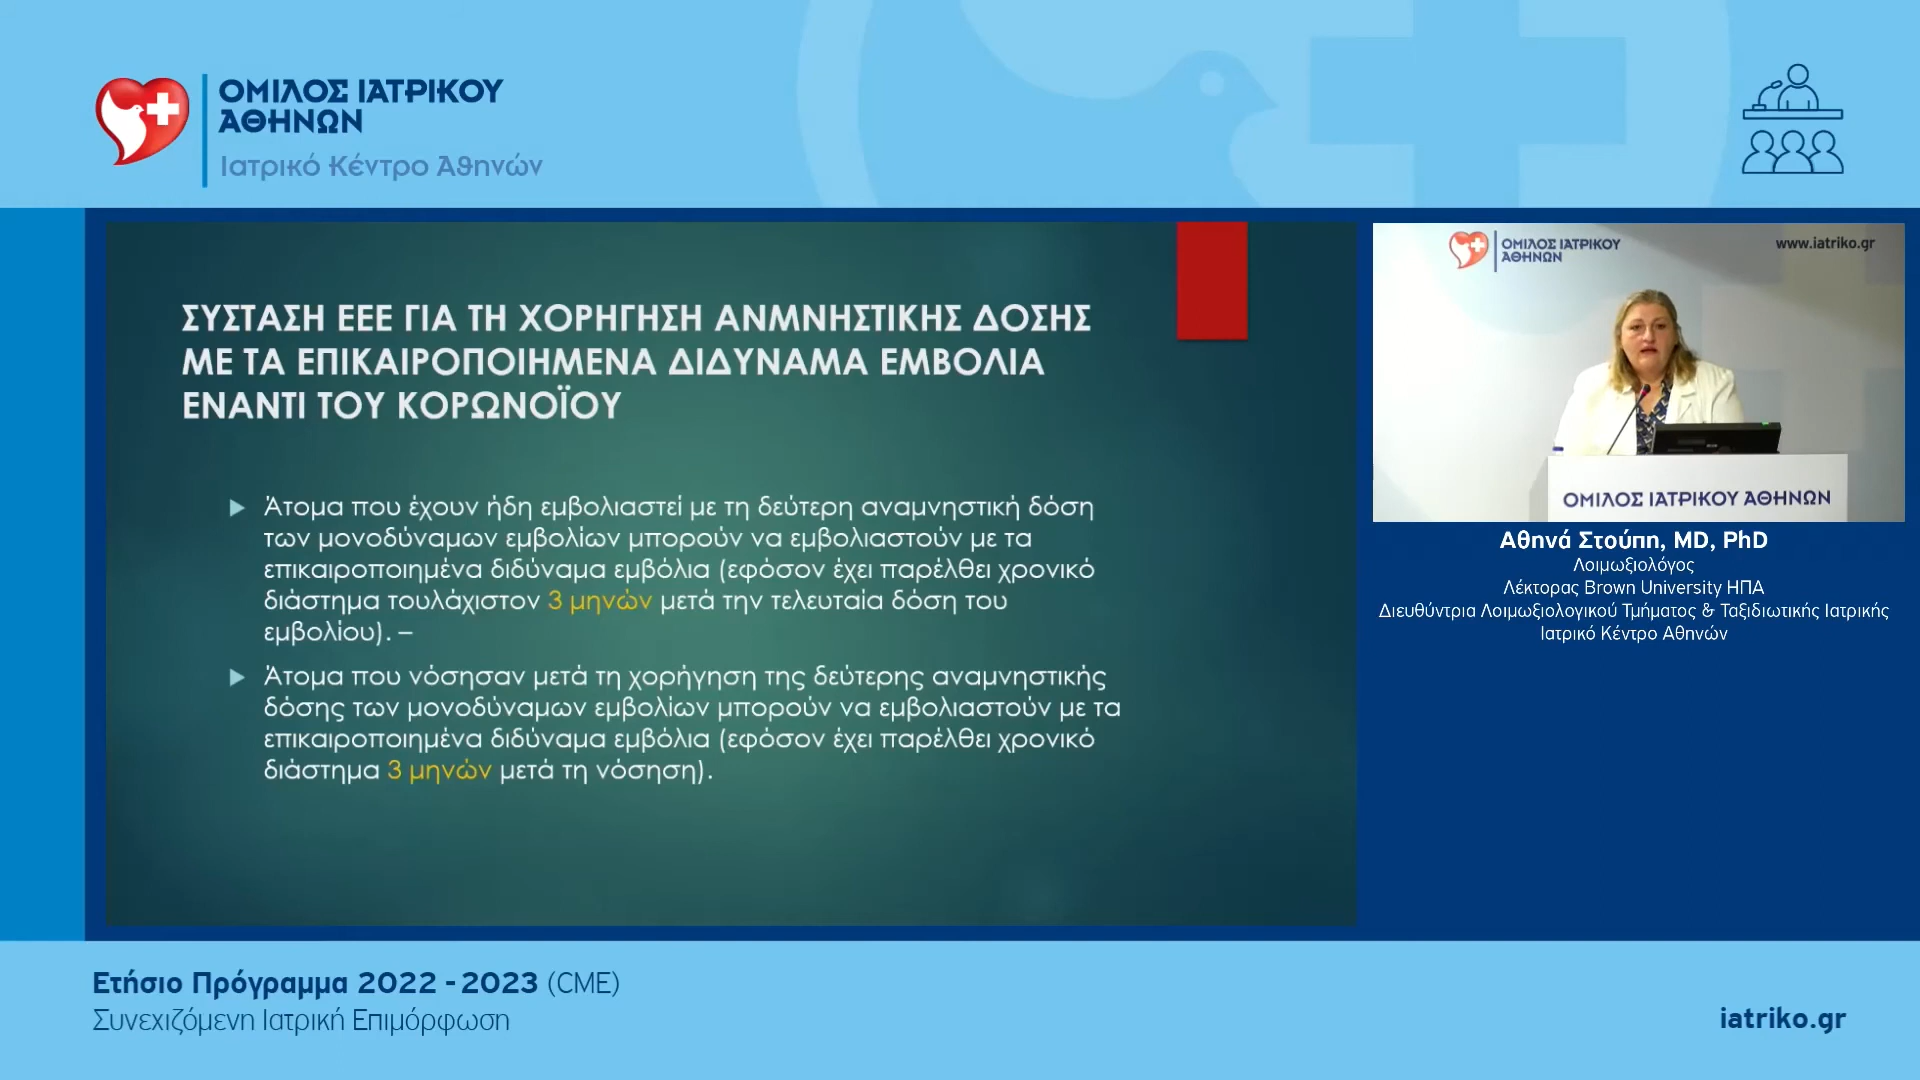 ΟΜΙΛΟΣ ΙΑΤΡΙΚΟΥ
ΑΘΗΝΩΝ
Ιατρικό Κέντρο Αθηνών
ΣΥΣΤΑΣΗ ΕΕΕ ΓΙΑ ΤΗ ΧΟΡΗΓΗΣΗ ΑΝΜΝΗΣΤΙΚΗΣ ΔΟΣΗΣ
ΜΕ ΤΑ ΕΠΙΚΑΙΡΟΠΟΙΗΜΕΝΑ ΔΙΔΥΝΑΜΑ ΕΜΒΟΛΙΑ
ΕΝΑΝΤΙ ΤΟΥ ΚΟΡΩΝΟΪΟΥ
Άτομα που έχουν ήδη εμβολιαστεί με τη δεύτερη αναμνηστική δόση
των μονοδύναμων εμβολίων μπορούν να εμβολιαστούν με τα
επικαιροποιημένα διδύναμα εμβόλια (εφόσον έχει παρέλθει χρονικό
διάστημα τουλάχιστον 3 μηνών μετά την τελευταία δόση του
εμβολίου). –
Άτομα που νόσησαν μετά τη χορήγηση της δεύτερης αναμνηστικής
δόσης των μονοδύναμων εμβολίων μπορούν να εμβολιαστούν με τα
επικαιροποιημένα διδύναμα εμβόλια (εφόσον έχει παρέλθει χρονικό
διάστημα 3 μηνών μετά τη νόσηση).
ΟΜΙΛΟΣ ΙΑΤΡΙΚΟΥ
ΑΘΗΝΩΝ
www.iatriko.gr
ΟΜΙΛΟΣ ΙΑΤΡΙΚΟΥ ΑΘΗΝΩΝ
Αθηνά Στούπη, MD, PhD
Λοιμωξιολόγος
Λέκτορας Brown University ΗΠΑ
Διευθύντρια Λοιμωξιολογικού Τμήματος & Ταξιδιωτικής Ιατρικής
Ιατρικό Κέντρο Αθηνών
Ετήσιο Πρόγραμμα 2022 - 2023 (CME)
Συνεχιζόμενη Ιατρική Επιμόρφωση
iatriko.gr